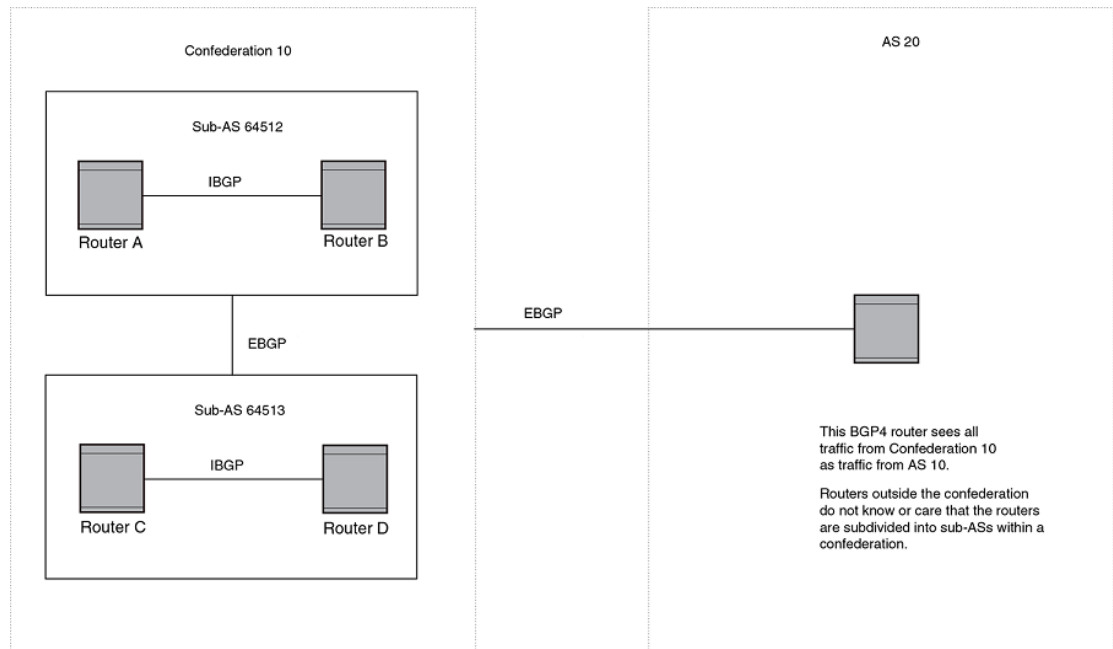 Confederation 10
AS 20
Sub-AS 64512
IBGP
Router A
Router B
EBGP
EBGP
Sub-AS 64513
IBGP
Router C
Router D
This BGP4 router sees all
traffic from Confederation 10
as traffic from AS 10.
Routers outside the confederation
do not know or care that the routers
are subdivided into sub-ASs within a
confederation.